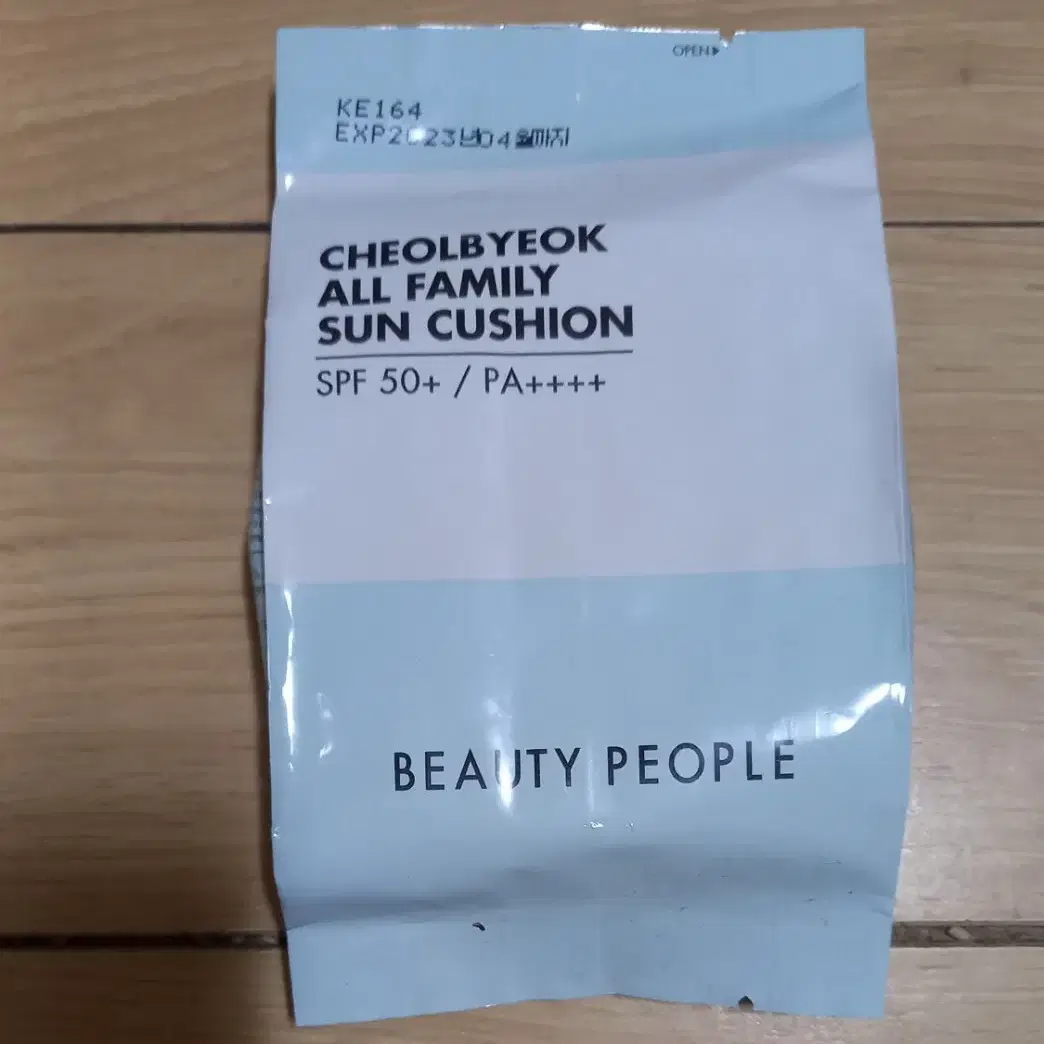 OPEN▶
KE164
EXP2023년04월까지
CHEOLBYEOK
ALL FAMILY
SUN CUSHION
SPF 50+ / PA++++
BEAUTY PEOPLE